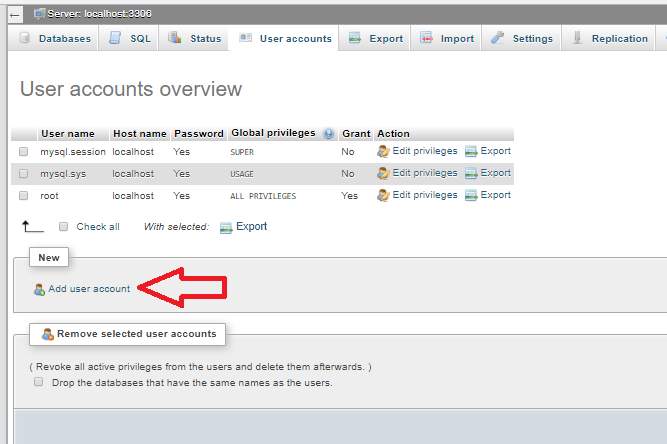 Server: localhost:3306
Databases SQL Status User accounts Export Import Settings Replication
User accounts overview
User name Host name Password Global privileges Grant Action
mysql.session localhost Yes SUPER No Edit privileges Export
mysql.sys localhost Yes USAGE No Edit privileges Export
root localhost Yes ALL PRIVILEGES Yes Edit privileges Export
Check all With selected: Export
New
Add user account
Remove selected user accounts
( Revoke all active privileges from the users and delete them afterwards. )
Drop the databases that have the same names as the users.